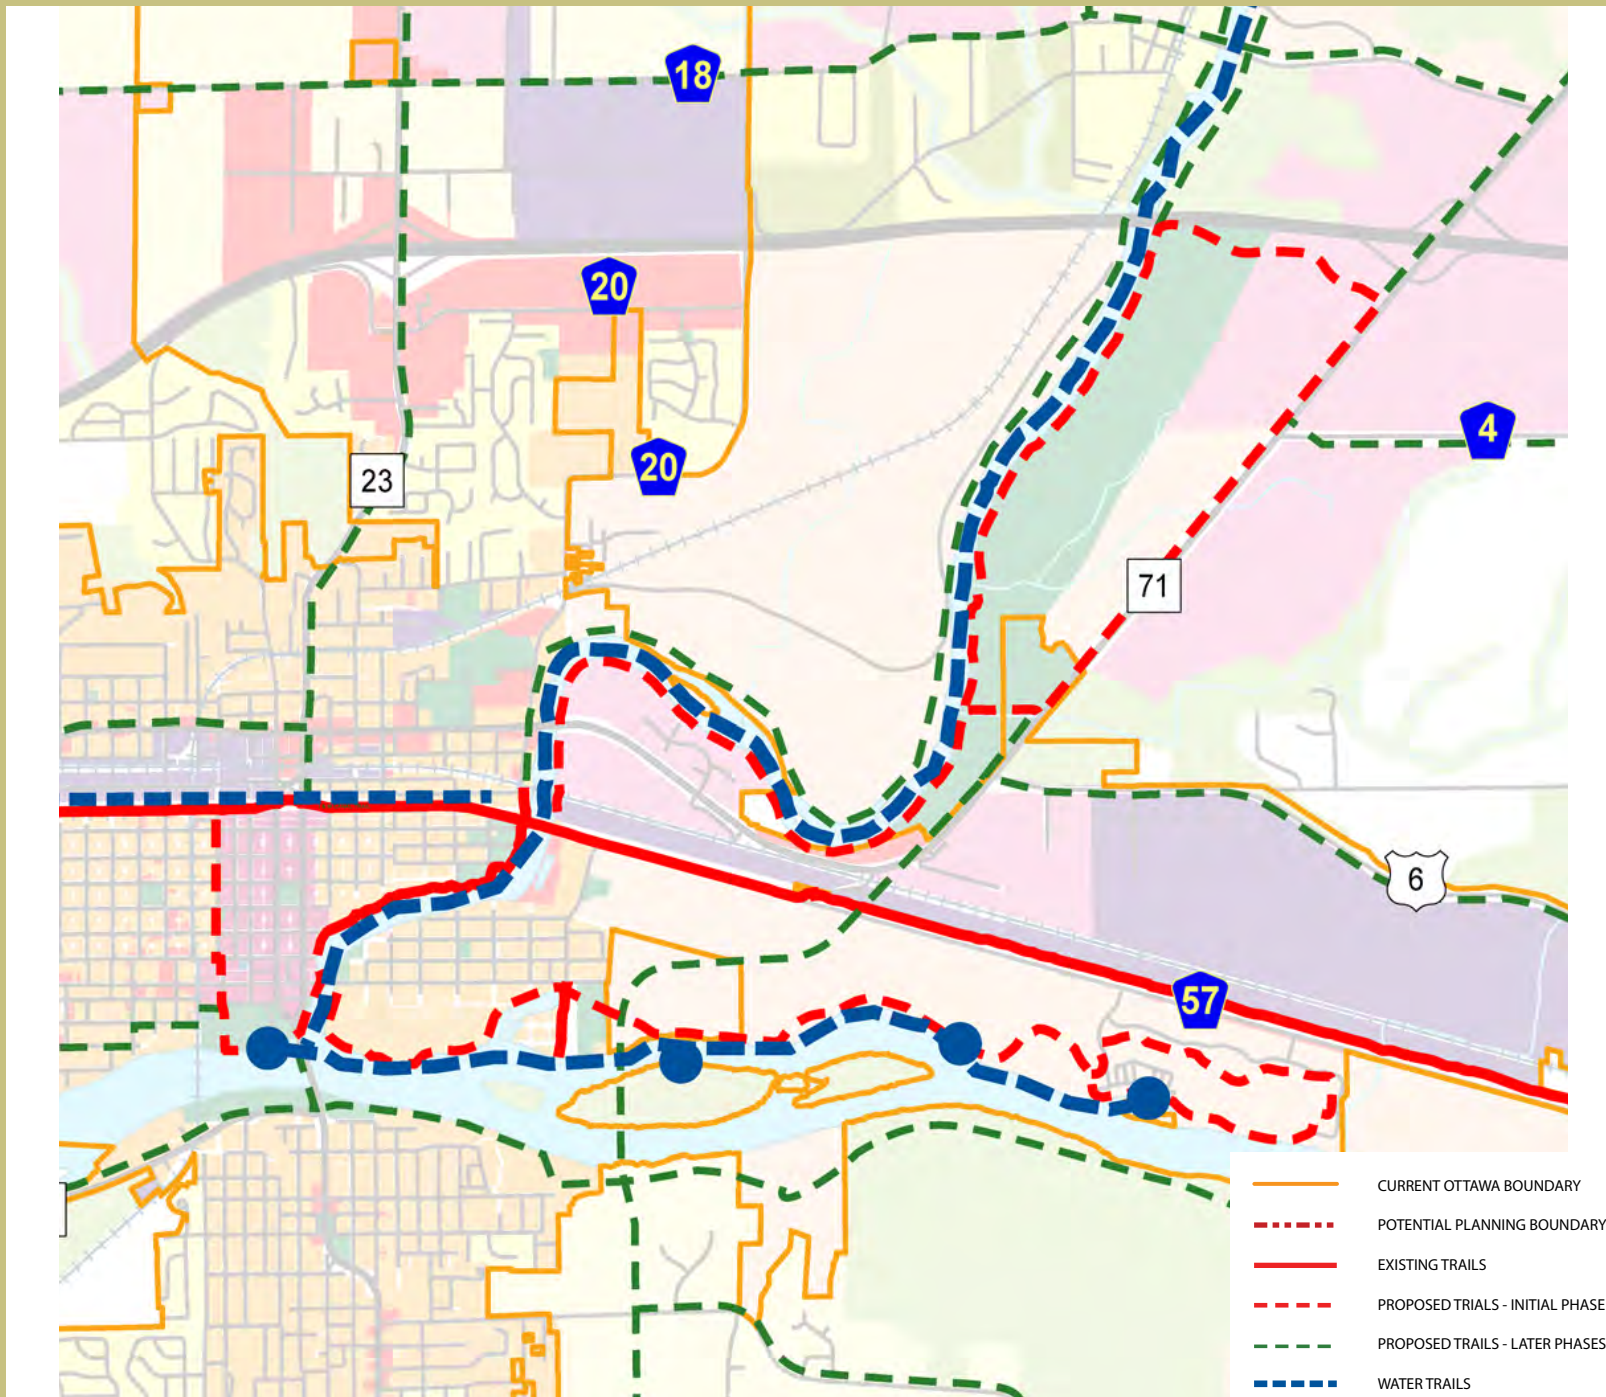 18
20
4
20
23
71
6
57
CURRENT OTTAWA BOUNDARY
POTENTIAL PLANNING BOUNDARY
EXISTING TRAILS
PROPOSED TRIALS - INITIAL PHASE
PROPOSED TRAILS - LATER PHASES
WATER TRAILS